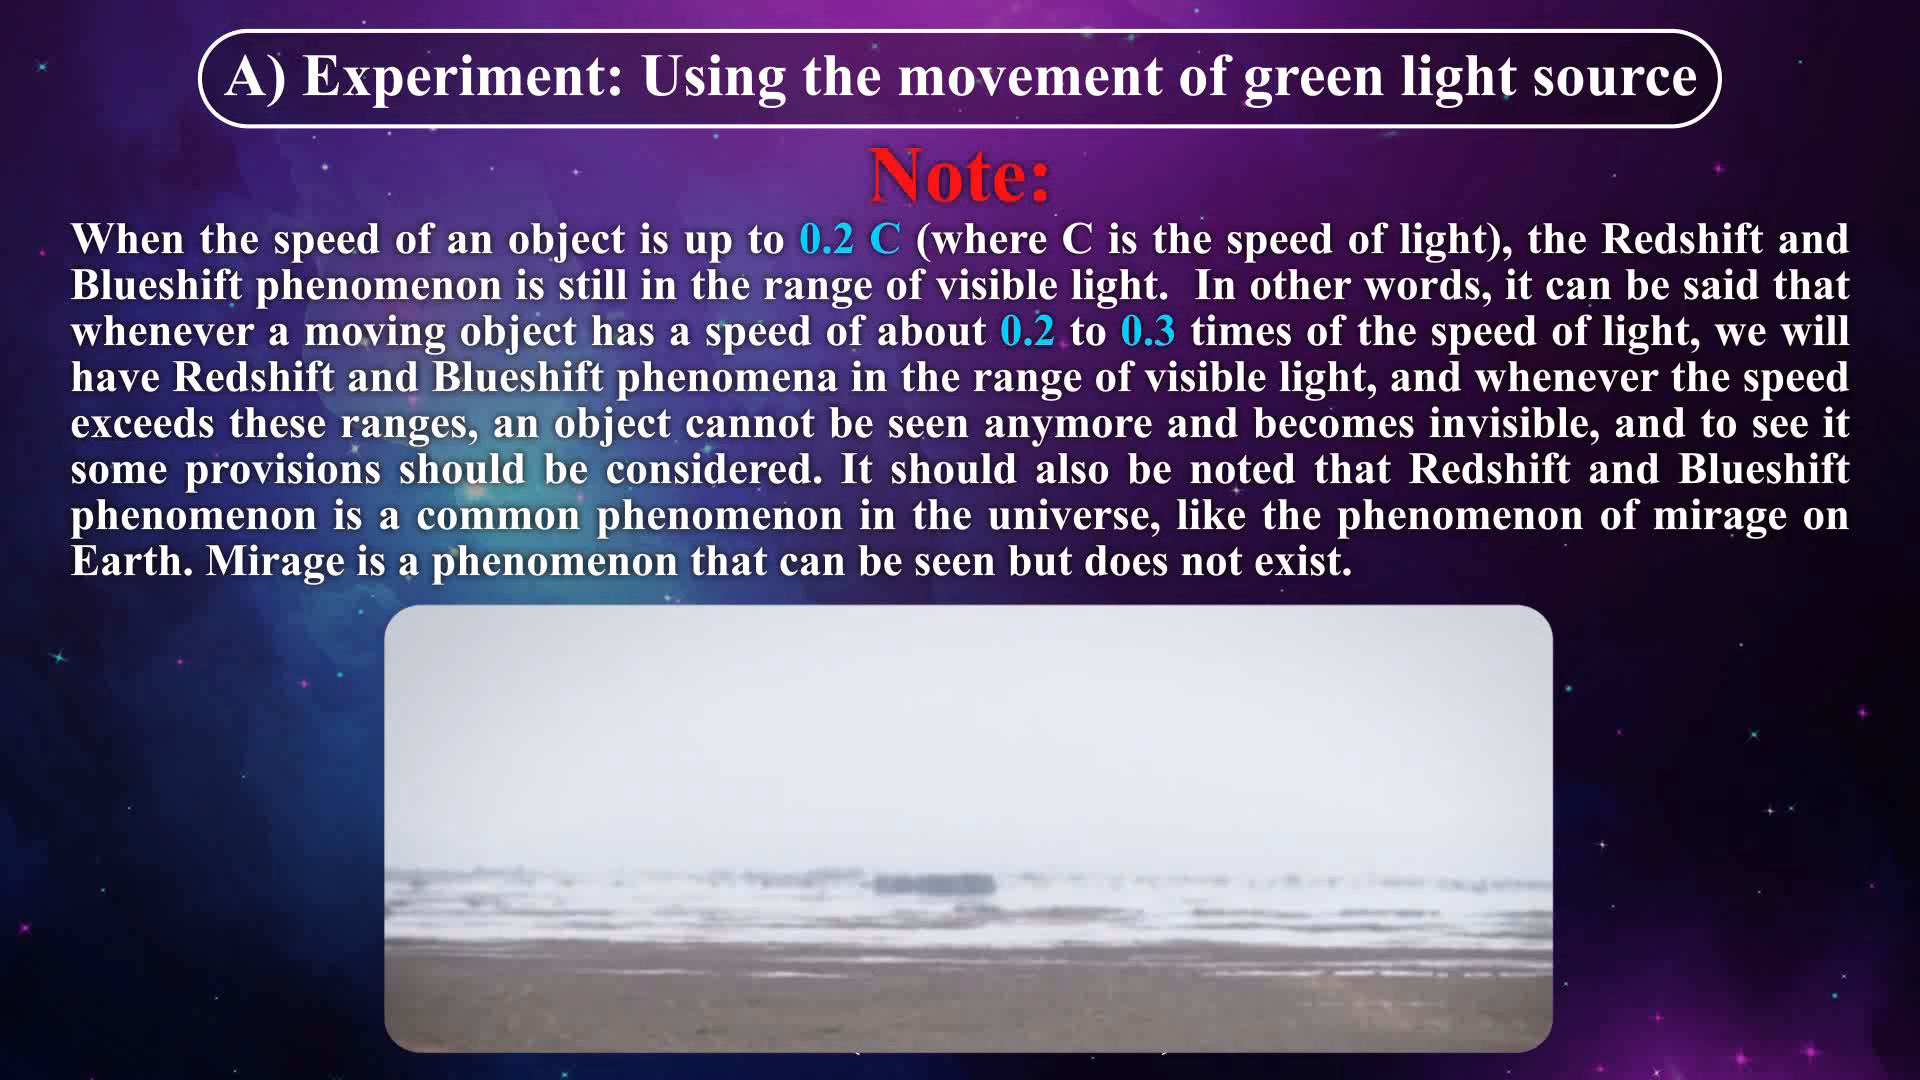 A) Experiment: Using the movement of green light source
Note:
When the speed of an object is up to 0.2 C (where C is the speed of light), the Redshift and
Blueshift phenomenon is still in the range of visible light.  In other words, it can be said that
whenever a moving object has a speed of about 0.2 to 0.3 times of the speed of light, we will
have Redshift and Blueshift phenomena in the range of visible light, and whenever the speed
exceeds these ranges, an object cannot be seen anymore and becomes invisible, and to see it
some provisions should be considered. It should also be noted that Redshift and Blueshift
phenomenon is a common phenomenon in the universe, like the phenomenon of mirage on
Earth. Mirage is a phenomenon that can be seen but does not exist.